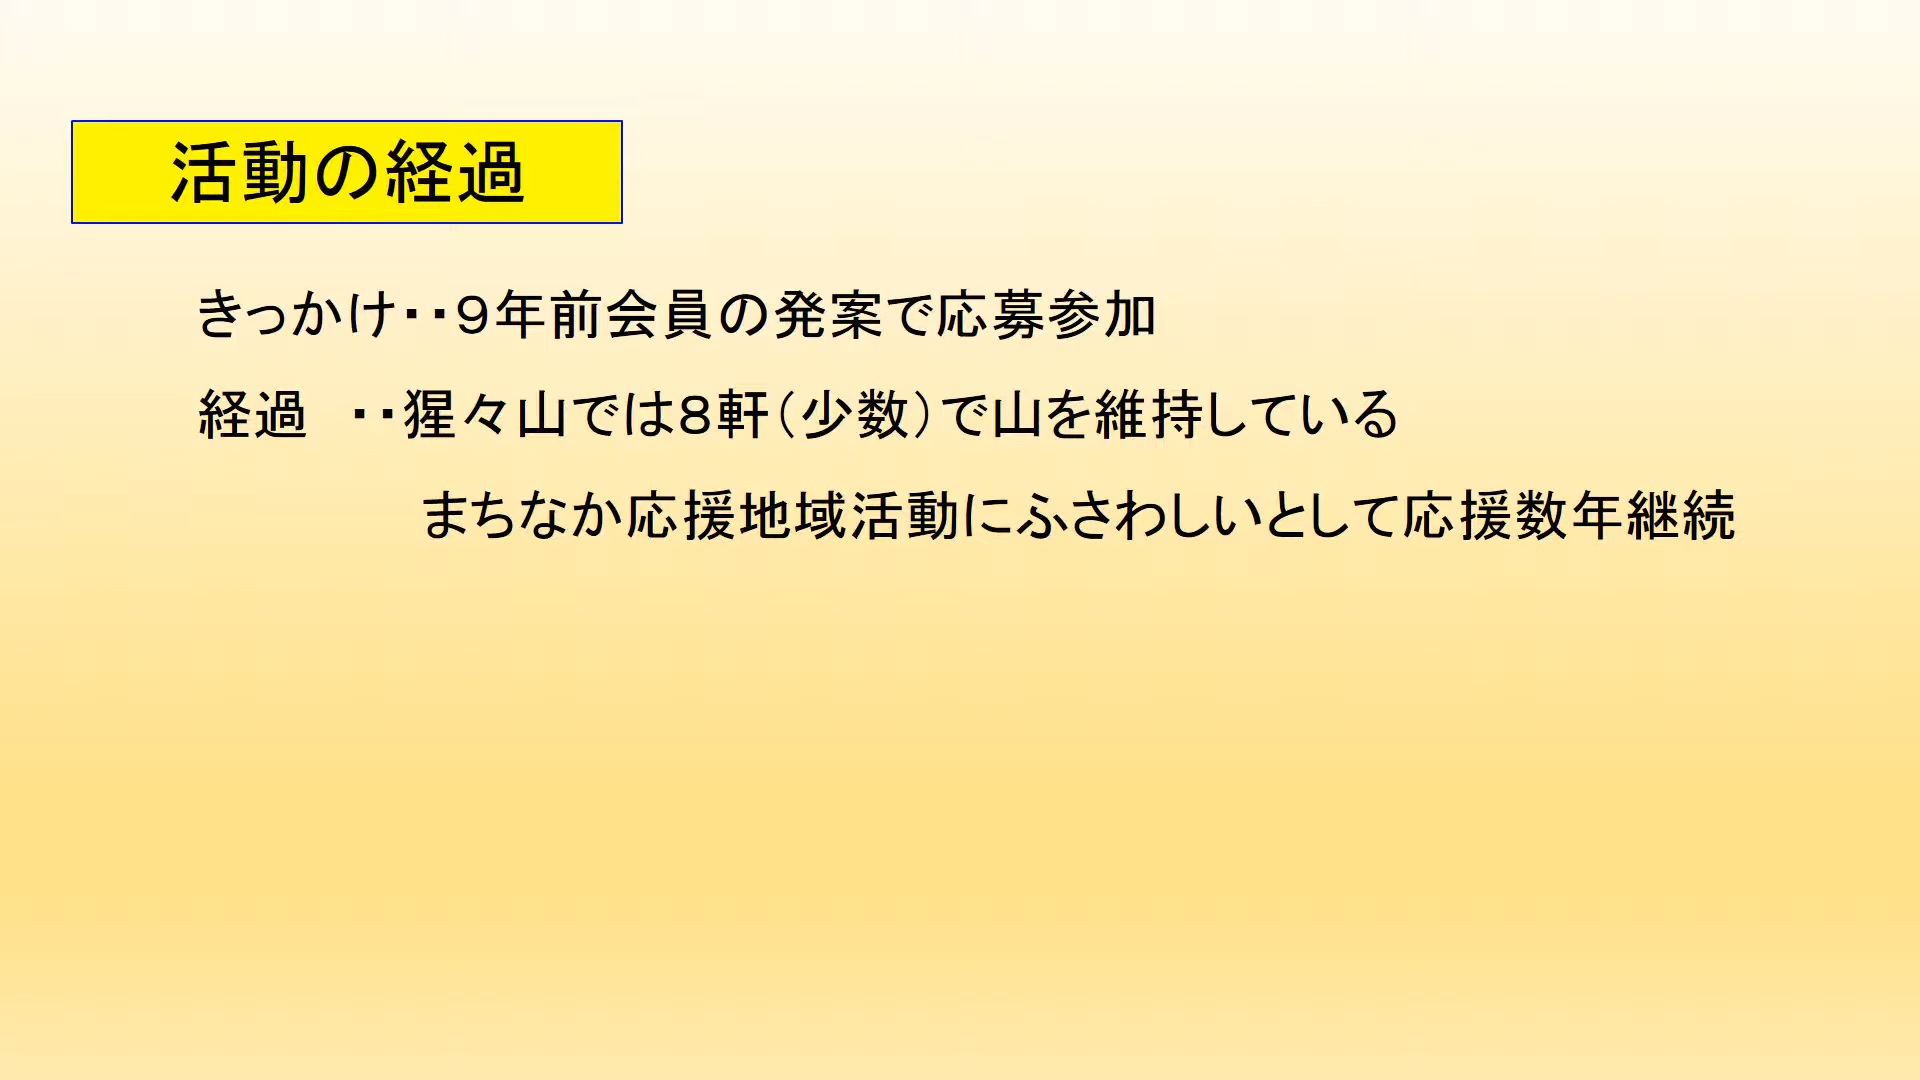 活動の経過
きっかけ・・９年前会員の発案で応募参加
経過　・・猩々山では８軒（少数）で山を維持している
まちなか応援地域活動にふさわしいとして応援数年継続